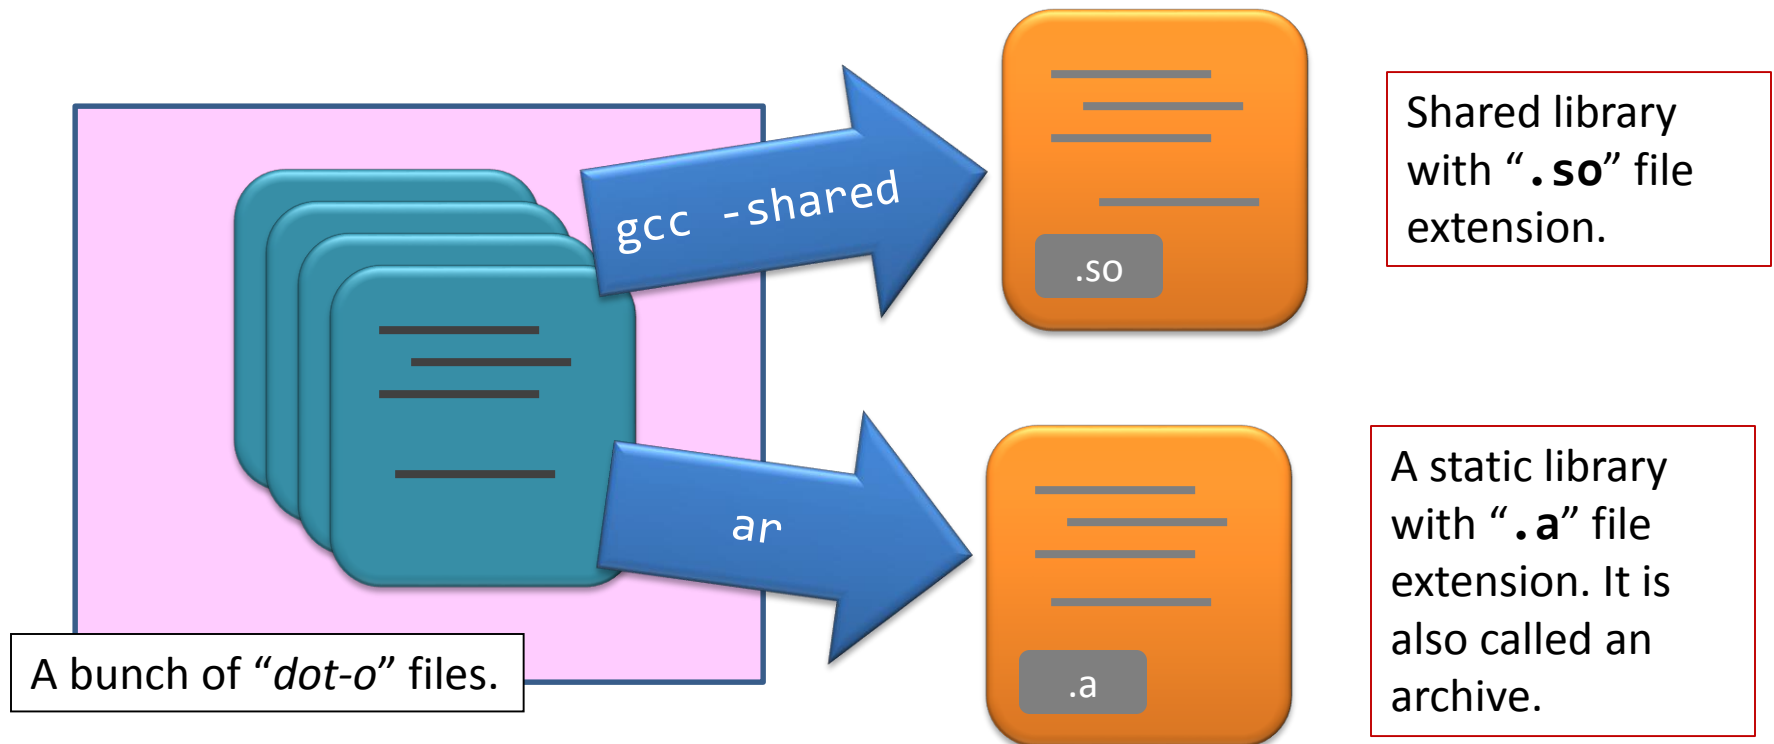 gcc -shared
.so
Shared library
with “.so” file
extension.
ar
.a
A static library
with “.a” file
extension. It is
also called an
archive.
A bunch of “dot-o” files.